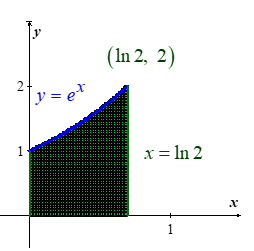 y
(ln 2, 2)
2
y = e^x
1
x = ln 2
x
1